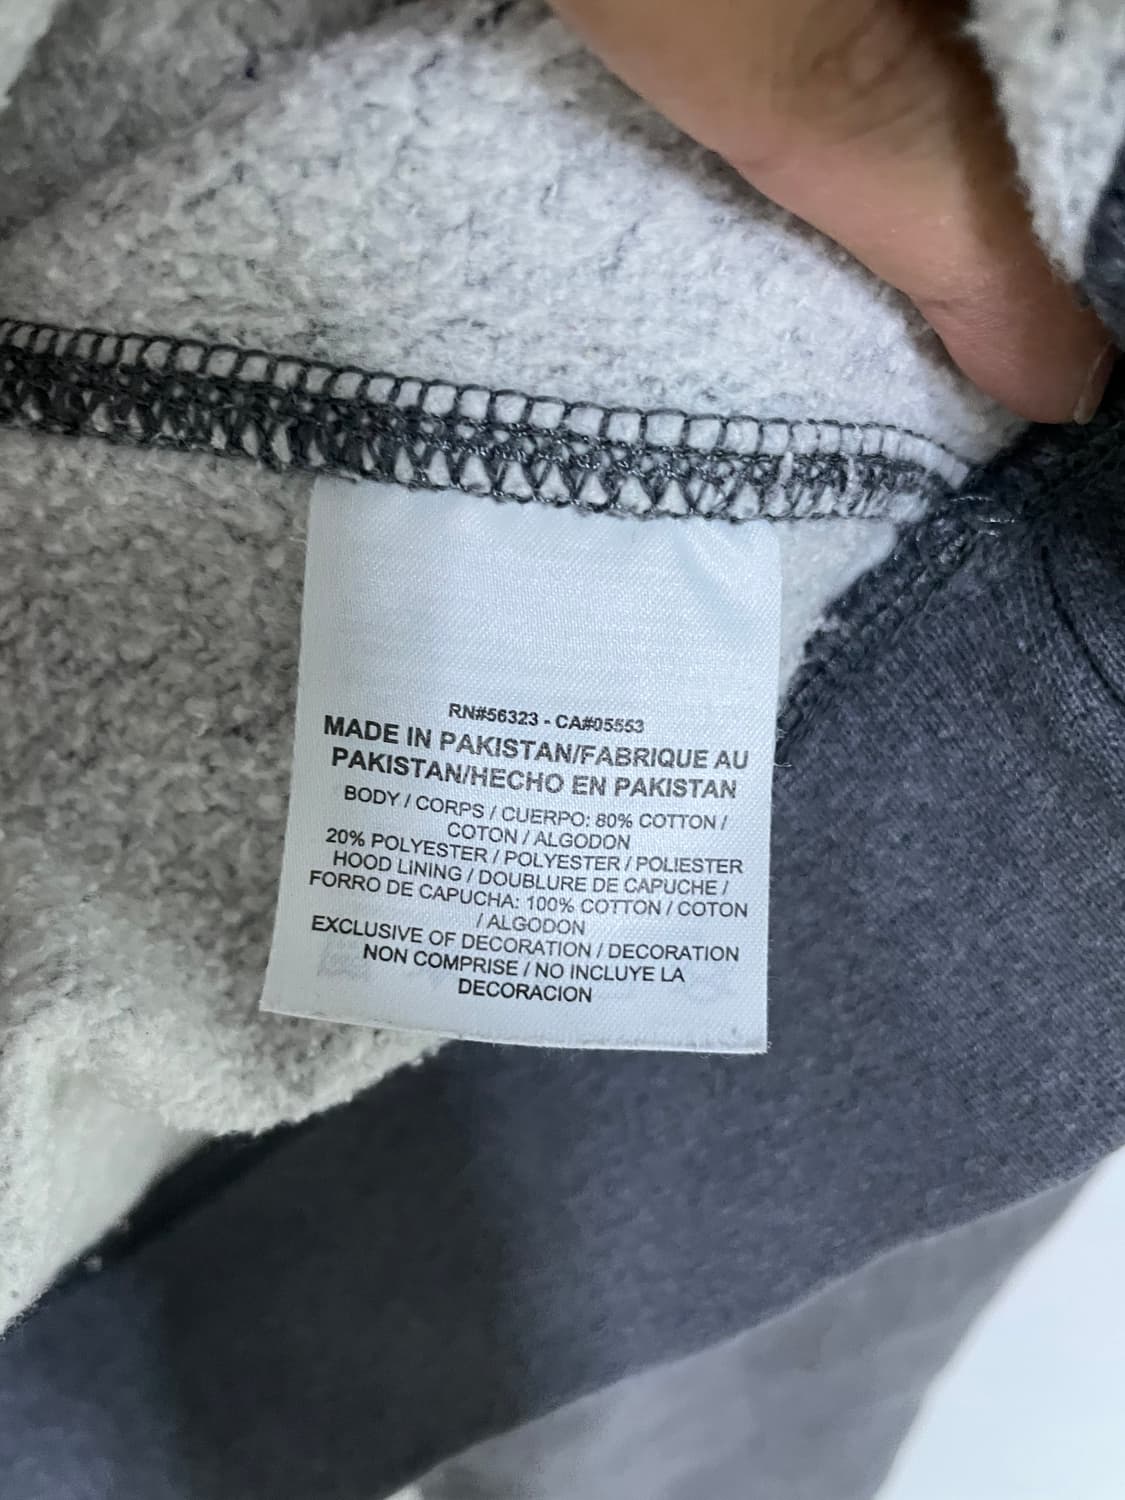 RN#56323 - CA#05553
MADE IN PAKISTAN/FABRIQUE AU
PAKISTAN/HECHO EN PAKISTAN
BODY / CORPS / CUERPO: 80% COTTON /
COTON / ALGODON
20% POLYESTER / POLYESTER / POLIESTER
HOOD LINING / DOUBLURE DE CAPUCHE /
FORRO DE CAPUCHA: 100% COTTON / COTON
/ ALGODON
EXCLUSIVE OF DECORATION / DECORATION
NON COMPRISE / NO INCLUYE LA
DECORACION